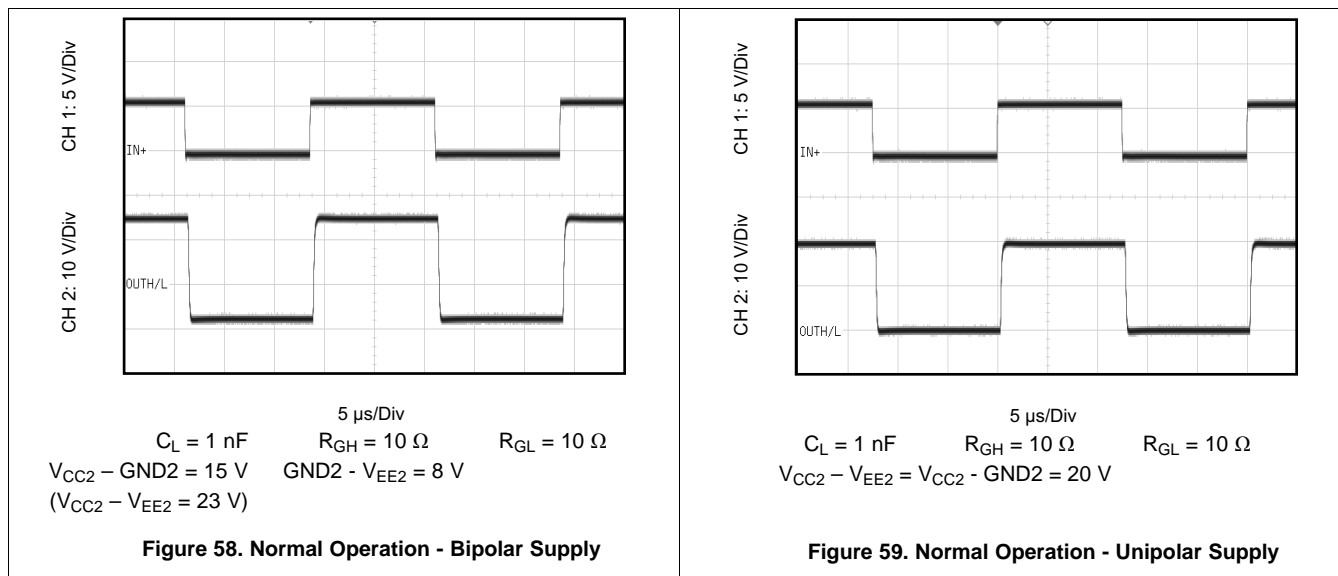 CH 1: 5 V/Div
IN+
CH 2: 10 V/Div
OUTH/L
5 µs/Div
C_L = 1 nF R_GH = 10 Ω R_GL = 10 Ω
V_CC2 – GND2 = 15 V GND2 - V_EE2 = 8 V
(V_CC2 – V_EE2 = 23 V)
Figure 58. Normal Operation - Bipolar Supply
CH 1: 5 V/Div
IN+
CH 2: 10 V/Div
OUTH/L
5 µs/Div
C_L = 1 nF R_GH = 10 Ω R_GL = 10 Ω
V_CC2 – V_EE2 = V_CC2 - GND2 = 20 V
Figure 59. Normal Operation - Unipolar Supply